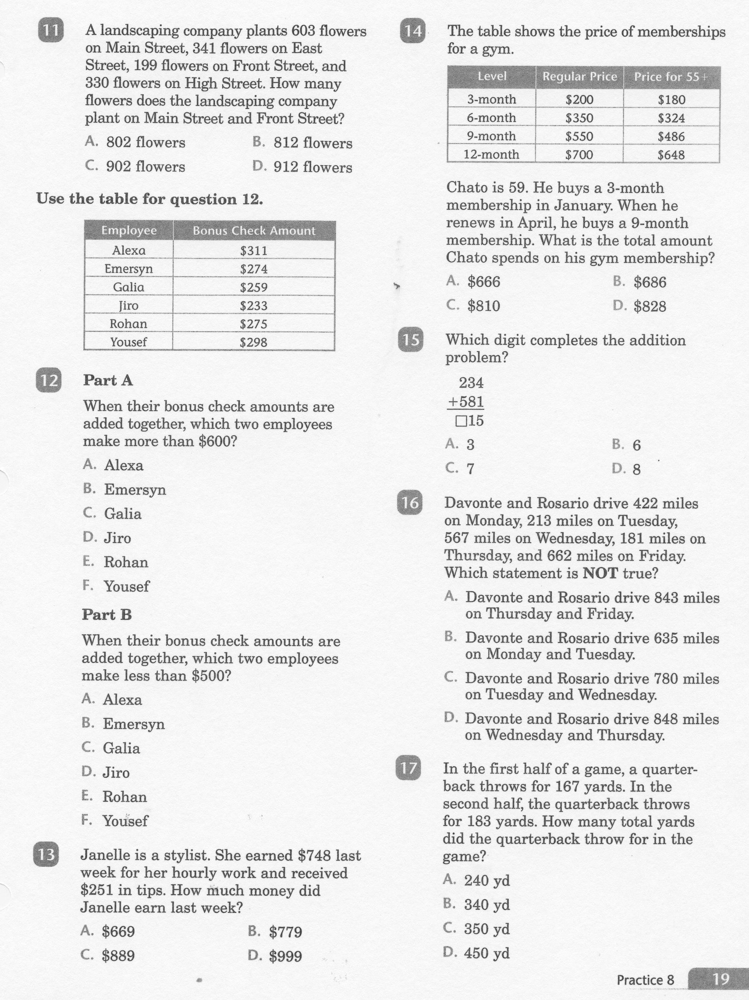 11
A landscaping company plants 603 flowers
on Main Street, 341 flowers on East
Street, 199 flowers on Front Street, and
330 flowers on High Street. How many
flowers does the landscaping company
plant on Main Street and Front Street?
A. 802 flowers B. 812 flowers
C. 902 flowers D. 912 flowers
Use the table for question 12.
Employee Bonus Check Amount
Alexa $311
Emersyn $274
Galia $259
Jiro $233
Rohan $275
Yousef $298
12 Part A
When their bonus check amounts are
added together, which two employees
make more than $600?
A. Alexa
B. Emersyn
C. Galia
D. Jiro
E. Rohan
F. Yousef
Part B
When their bonus check amounts are
added together, which two employees
make less than $500?
A. Alexa
B. Emersyn
C. Galia
D. Jiro
E. Rohan
F. Yousef
13 Janelle is a stylist. She earned $748 last
week for her hourly work and received
$251 in tips. How much money did
Janelle earn last week?
A. $669 B. $779
C. $889 D. $999
14 The table shows the price of memberships
for a gym.
Level Regular Price Price for 55+
3-month $200 $180
6-month $350 $324
9-month $550 $486
12-month $700 $648
Chato is 59. He buys a 3-month
membership in January. When he
renews in April, he buys a 9-month
membership. What is the total amount
Chato spends on his gym membership?
A. $666 B. $686
C. $810 D. $828
15 Which digit completes the addition
problem?
234
+581
□15
A. 3 B. 6
C. 7 D. 8
16 Davonte and Rosario drive 422 miles
on Monday, 213 miles on Tuesday,
567 miles on Wednesday, 181 miles on
Thursday, and 662 miles on Friday.
Which statement is NOT true?
A. Davonte and Rosario drive 843 miles
on Thursday and Friday.
B. Davonte and Rosario drive 635 miles
on Monday and Tuesday.
C. Davonte and Rosario drive 780 miles
on Tuesday and Wednesday.
D. Davonte and Rosario drive 848 miles
on Wednesday and Thursday.
17 In the first half of a game, a quarter-
back throws for 167 yards. In the
second half, the quarterback throws
for 183 yards. How many total yards
did the quarterback throw for in the
game?
A. 240 yd
B. 340 yd
C. 350 yd
D. 450 yd
Practice 8 19